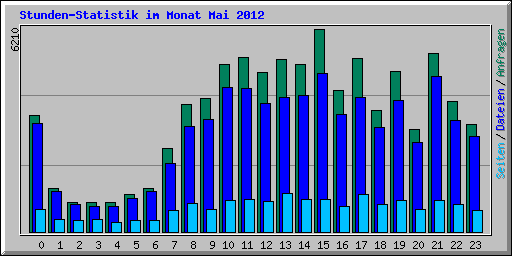 Stunden-Statistik im Monat Mai 2012
6210
Seiten / Dateien / Anfragen
0 1 2 3 4 5 6 7 8 9 10 11 12 13 14 15 16 17 18 19 20 21 22 23